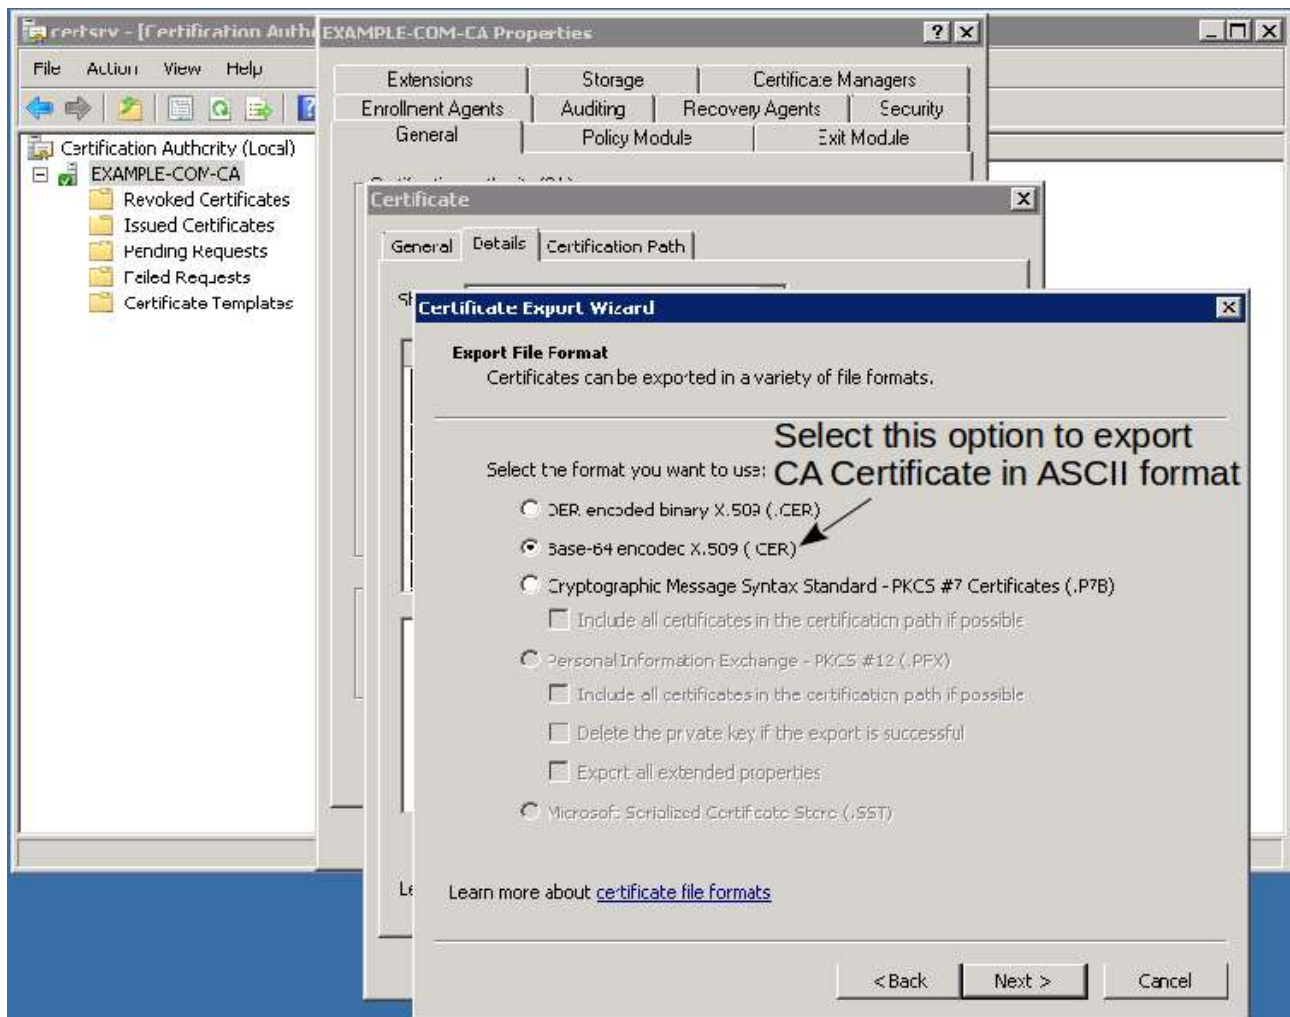 certsrv - [Certification Autho
File Action View Help
Certification Authority (Local)
EXAMPLE-COM-CA
Revoked Certificates
Issued Certificates
Pending Requests
Failed Requests
Certificate Templates
EXAMPLE-COM-CA Properties
Extensions Storage Certificate Managers
Enrollment Agents Auditing Recovery Agents Security
General Policy Module Exit Module
Certificate
General Details Certification Path
Certificate Export Wizard
Export File Format
Certificates can be exported in a variety of file formats.
Select this option to export
CA Certificate in ASCII format
Select the format you want to use:
DER encoded binary X.509 (.CER)
Base-64 encoded X.509 (.CER)
Cryptographic Message Syntax Standard - PKCS #7 Certificates (.P7B)
Include all certificates in the certification path if possible
Personal Information Exchange - PKCS #12 (.PFX)
Include all certificates in the certification path if possible
Delete the private key if the export is successful
Export all extended properties
Microsoft Serialized Certificate Store (.SST)
Learn more about certificate file formats
< Back Next > Cancel